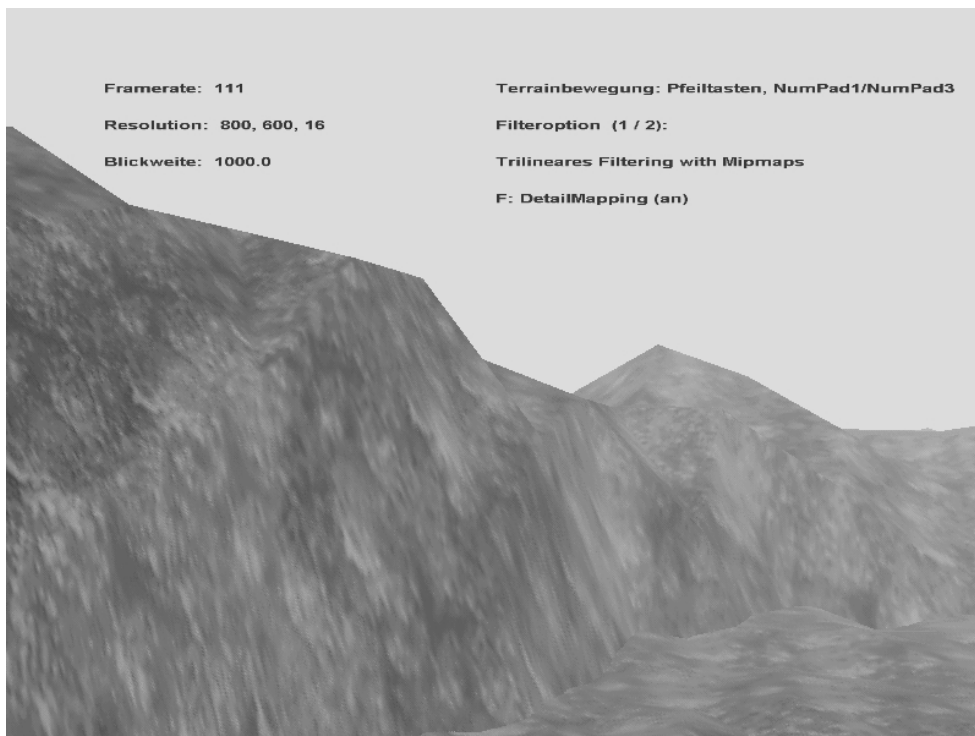 Framerate: 111
Resolution: 800, 600, 16
Blickweite: 1000.0
Terrainbewegung: Pfeiltasten, NumPad1/NumPad3
Filteroption (1 / 2):
Trilineares Filtering with Mipmaps
F: DetailMapping (an)